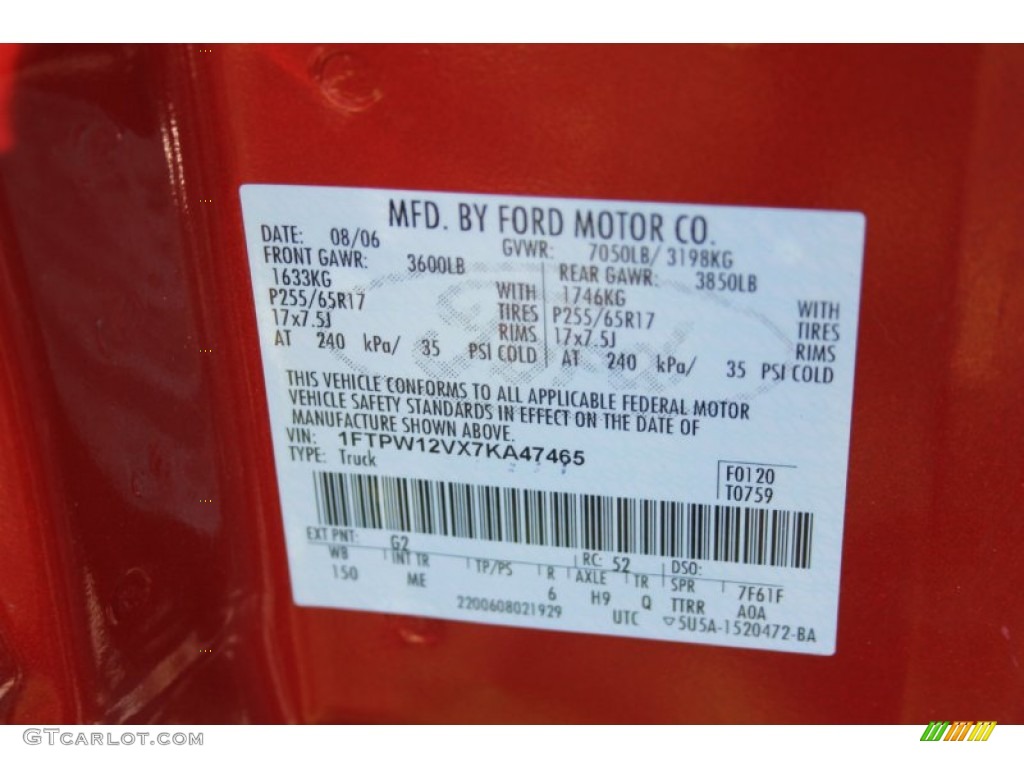 MFD. BY FORD MOTOR CO.
DATE: 08/06 GVWR: 7050LB/ 3198KG
FRONT GAWR: 3600LB REAR GAWR: 3850LB
1633KG WITH 1746KG WITH
P255/65R17 TIRES P255/65R17 TIRES
17x7.5J RIMS 17x7.5J RIMS
AT 240 kPa/ 35 PSI COLD AT 240 kPa/ 35 PSI COLD
THIS VEHICLE CONFORMS TO ALL APPLICABLE FEDERAL MOTOR
VEHICLE SAFETY STANDARDS IN EFFECT ON THE DATE OF
MANUFACTURE SHOWN ABOVE.
VIN: 1FTPW12VX7KA47465
TYPE: Truck
F0120
T0759
EXT PNT: G2 RC: 52 DSO:
WB INT TR TP/PS R AXLE TR SPR 7F61F
150 ME 6 H9 Q TTRR A0A
2200608021929 UTC ▽5U5A-1520472-BA
GTCARLOT.COM